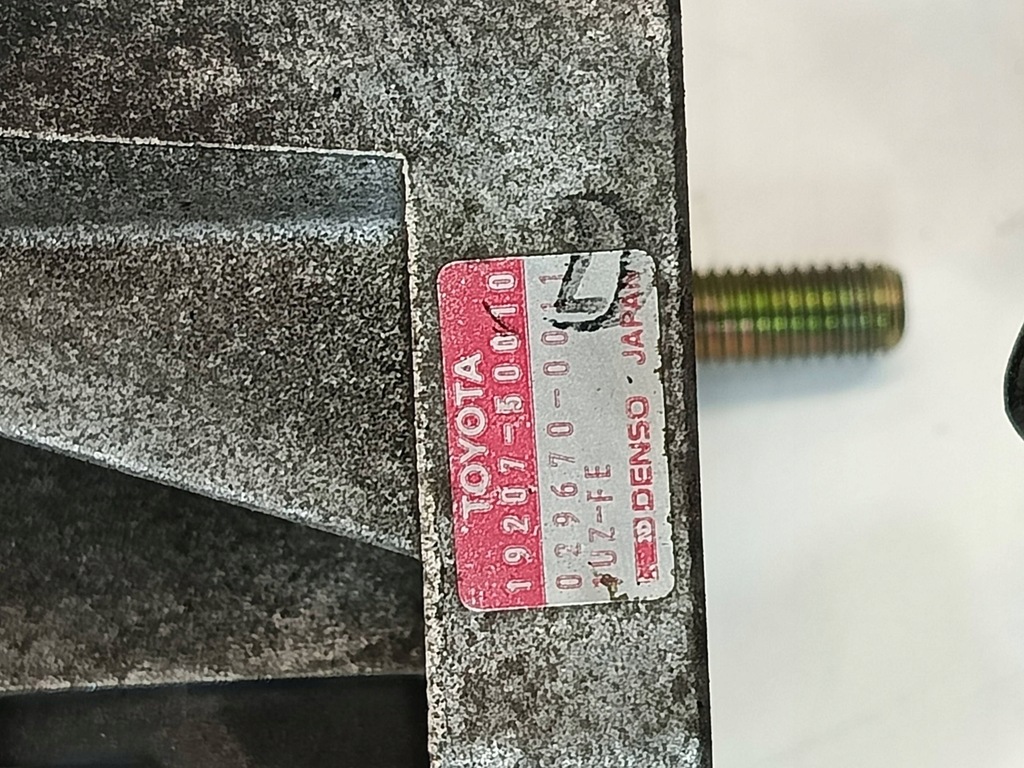 TOYOTA
19207-50010
029670-0011
1UZ-FE
DENSO · JAPAN